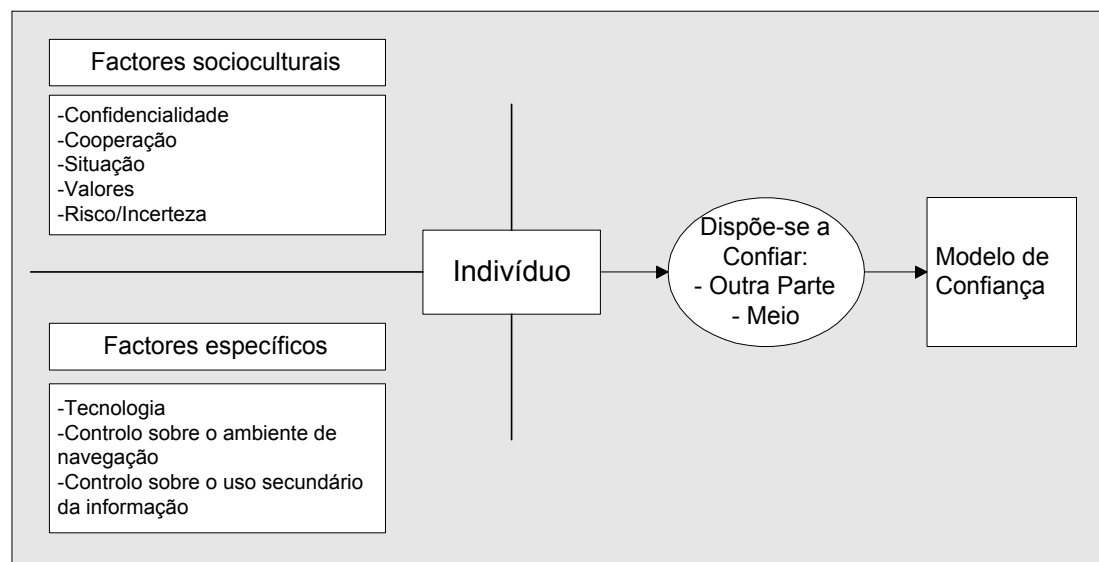 Factores socioculturais
-Confidencialidade
-Cooperação
-Situação
-Valores
-Risco/Incerteza
Factores específicos
-Tecnologia
-Controlo sobre o ambiente de
navegação
-Controlo sobre o uso secundário
da informação
Indivíduo
Dispõe-se a
Confiar:
- Outra Parte
- Meio
Modelo de
Confiança